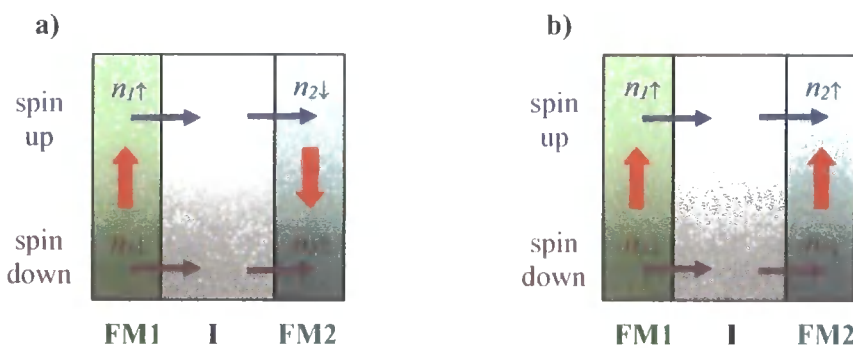 a)
b)
n1↑
n2↓
n1↑
n2↑
spin
up
spin
up
spin
down
spin
down
FM1 I FM2
FM1 I FM2